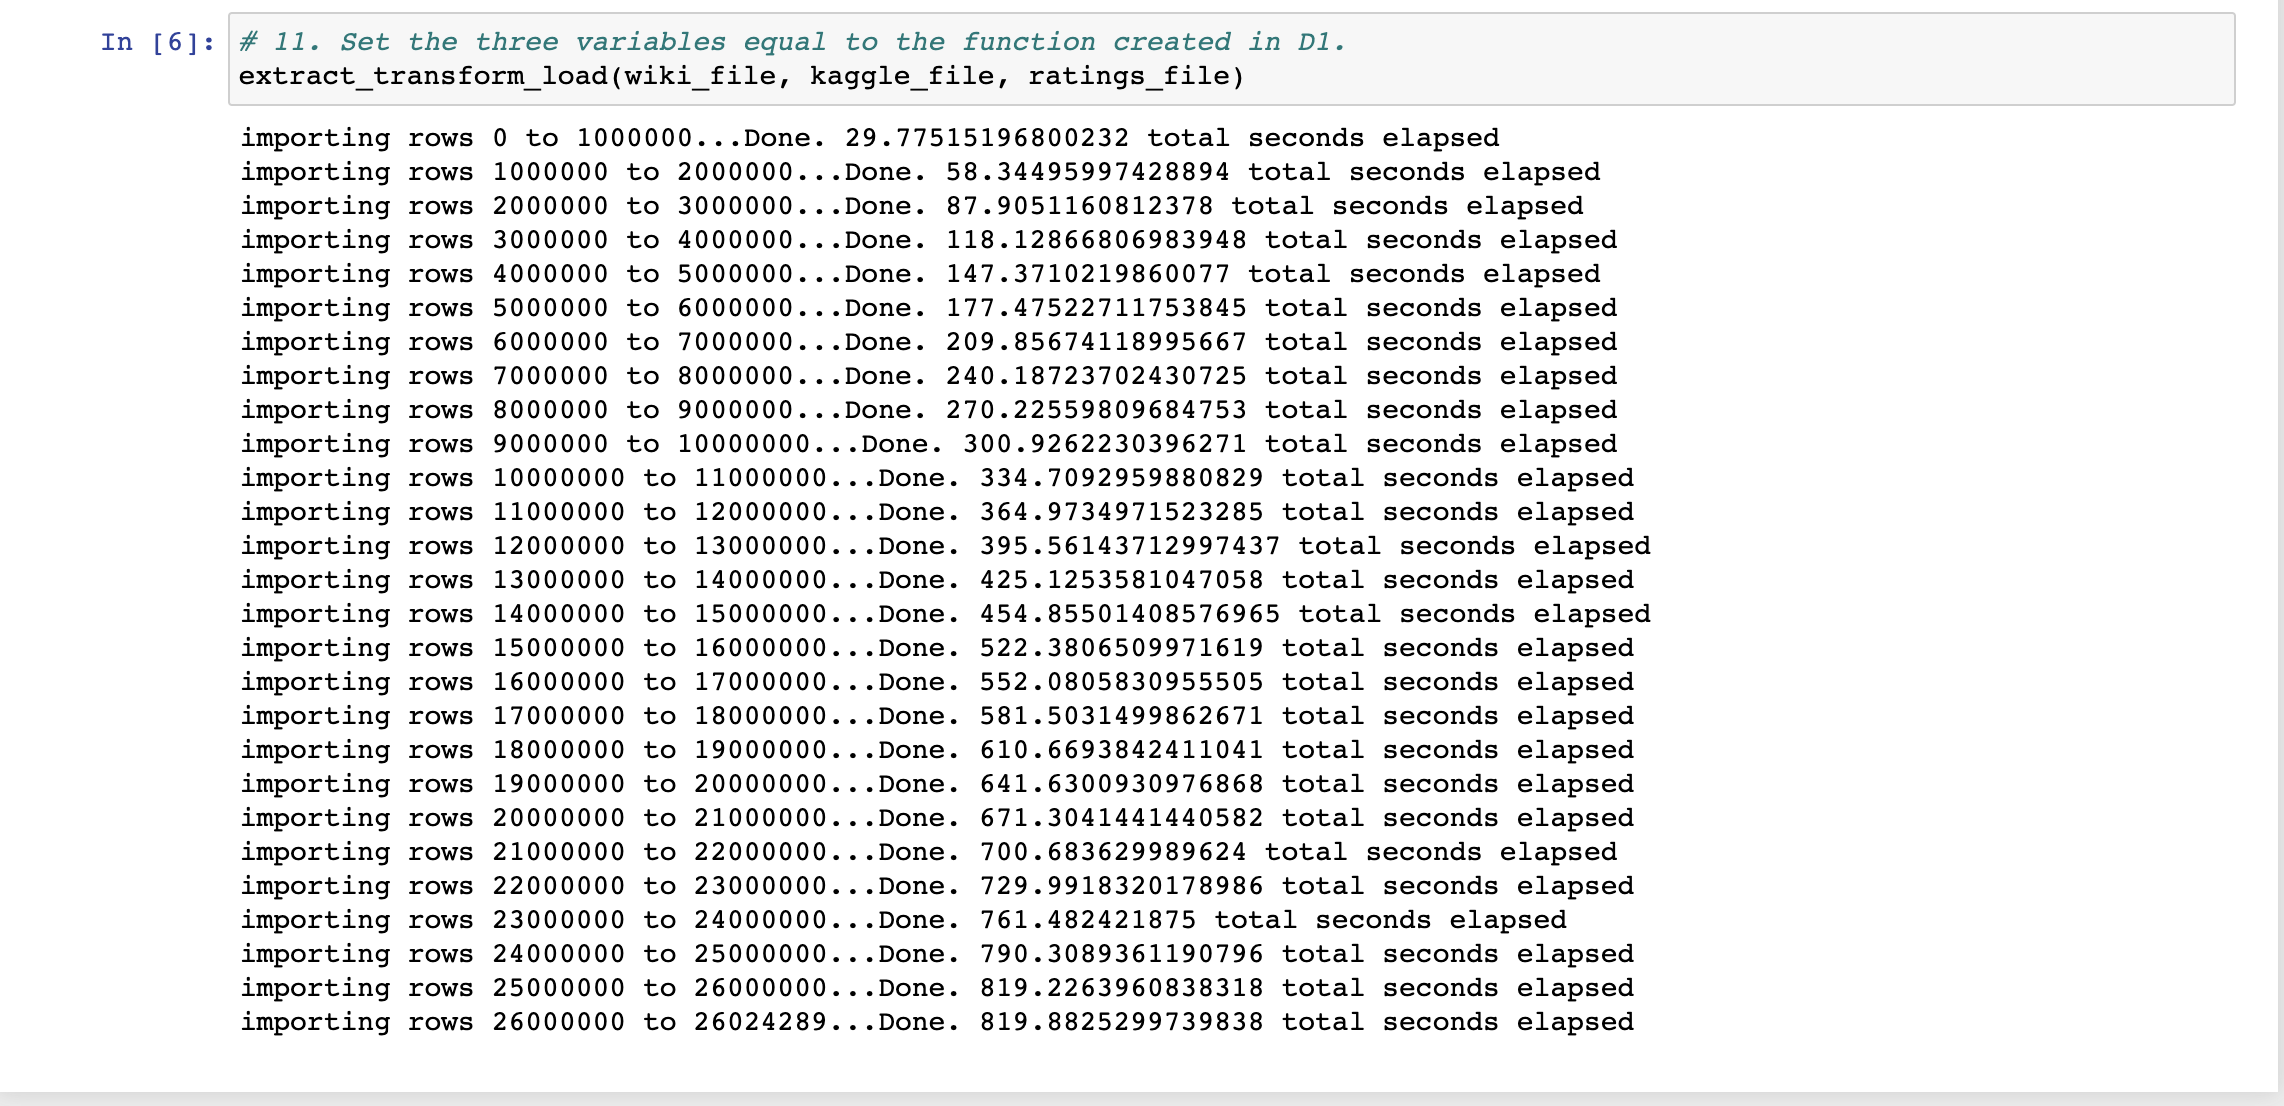 In [6]: # 11. Set the three variables equal to the function created in D1.
extract_transform_load(wiki_file, kaggle_file, ratings_file)
importing rows 0 to 1000000...Done. 29.77515196800232 total seconds elapsed
importing rows 1000000 to 2000000...Done. 58.34495997428894 total seconds elapsed
importing rows 2000000 to 3000000...Done. 87.9051160812378 total seconds elapsed
importing rows 3000000 to 4000000...Done. 118.12866806983948 total seconds elapsed
importing rows 4000000 to 5000000...Done. 147.3710219860077 total seconds elapsed
importing rows 5000000 to 6000000...Done. 177.47522711753845 total seconds elapsed
importing rows 6000000 to 7000000...Done. 209.85674118995667 total seconds elapsed
importing rows 7000000 to 8000000...Done. 240.18723702430725 total seconds elapsed
importing rows 8000000 to 9000000...Done. 270.22559809684753 total seconds elapsed
importing rows 9000000 to 10000000...Done. 300.9262230396271 total seconds elapsed
importing rows 10000000 to 11000000...Done. 334.7092959880829 total seconds elapsed
importing rows 11000000 to 12000000...Done. 364.9734971523285 total seconds elapsed
importing rows 12000000 to 13000000...Done. 395.56143712997437 total seconds elapsed
importing rows 13000000 to 14000000...Done. 425.1253581047058 total seconds elapsed
importing rows 14000000 to 15000000...Done. 454.85501408576965 total seconds elapsed
importing rows 15000000 to 16000000...Done. 522.3806509971619 total seconds elapsed
importing rows 16000000 to 17000000...Done. 552.0805830955505 total seconds elapsed
importing rows 17000000 to 18000000...Done. 581.5031499862671 total seconds elapsed
importing rows 18000000 to 19000000...Done. 610.6693842411041 total seconds elapsed
importing rows 19000000 to 20000000...Done. 641.6300930976868 total seconds elapsed
importing rows 20000000 to 21000000...Done. 671.3041441440582 total seconds elapsed
importing rows 21000000 to 22000000...Done. 700.683629989624 total seconds elapsed
importing rows 22000000 to 23000000...Done. 729.9918320178986 total seconds elapsed
importing rows 23000000 to 24000000...Done. 761.482421875 total seconds elapsed
importing rows 24000000 to 25000000...Done. 790.3089361190796 total seconds elapsed
importing rows 25000000 to 26000000...Done. 819.2263960838318 total seconds elapsed
importing rows 26000000 to 26024289...Done. 819.8825299739838 total seconds elapsed